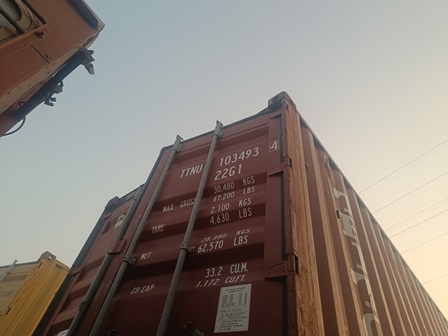 TTNU 103493 4
22G1
MAX. GROSS 30.480 KGS
67.200 LBS
TARE 2.100 KGS
4.630 LBS
NET 28.380 KGS
62.570 LBS
CU.CAP 33.2 CU.M.
1.172 CU.FT.